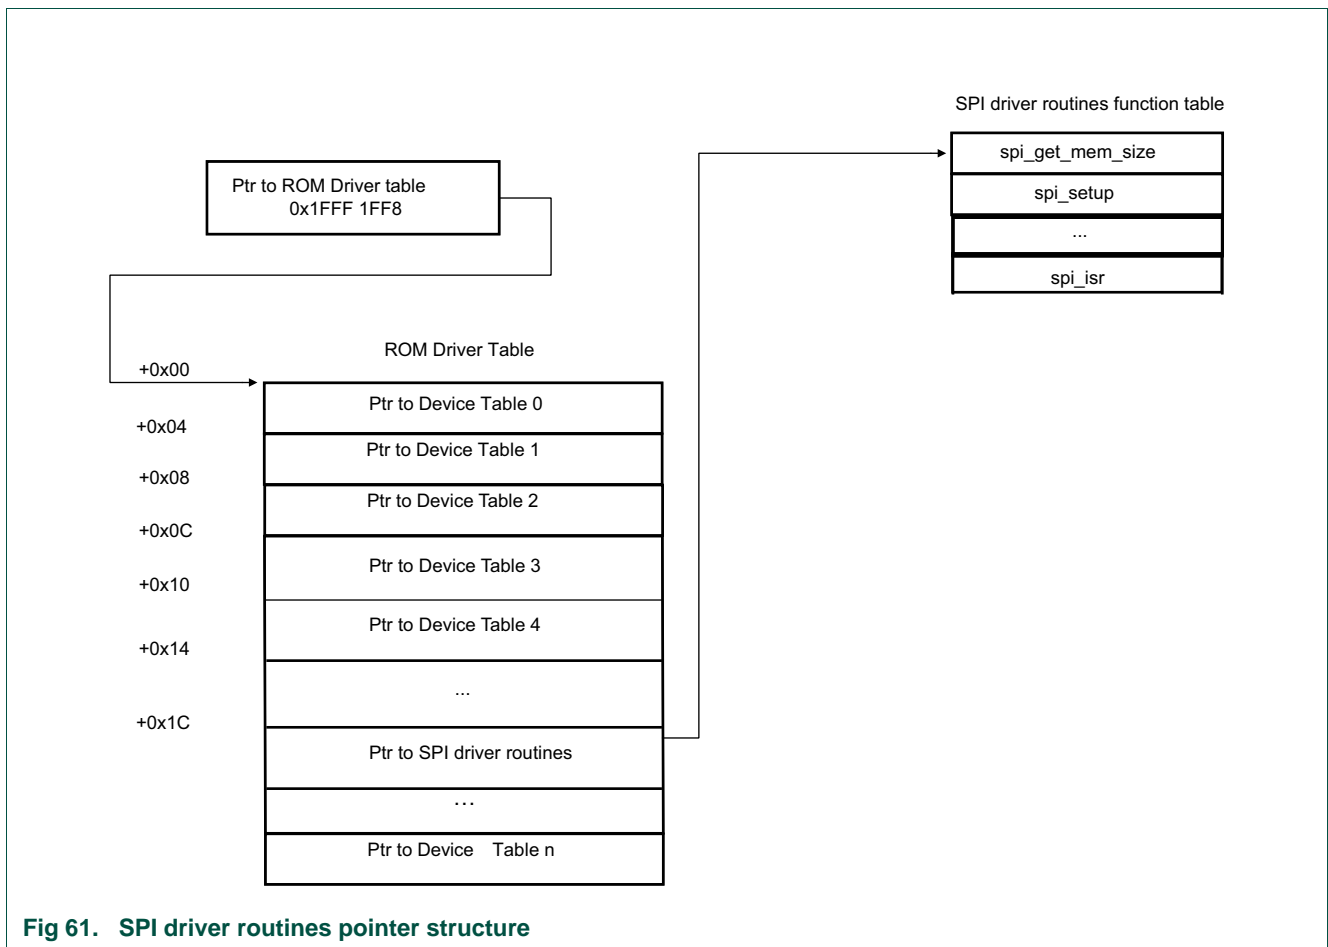 SPI driver routines function table
spi_get_mem_size
spi_setup
...
spi_isr
Ptr to ROM Driver table
0x1FFF 1FF8
ROM Driver Table
+0x00
Ptr to Device Table 0
+0x04
Ptr to Device Table 1
+0x08
Ptr to Device Table 2
+0x0C
Ptr to Device Table 3
+0x10
Ptr to Device Table 4
+0x14
...
+0x1C
Ptr to SPI driver routines
...
Ptr to Device Table n
Fig 61. SPI driver routines pointer structure